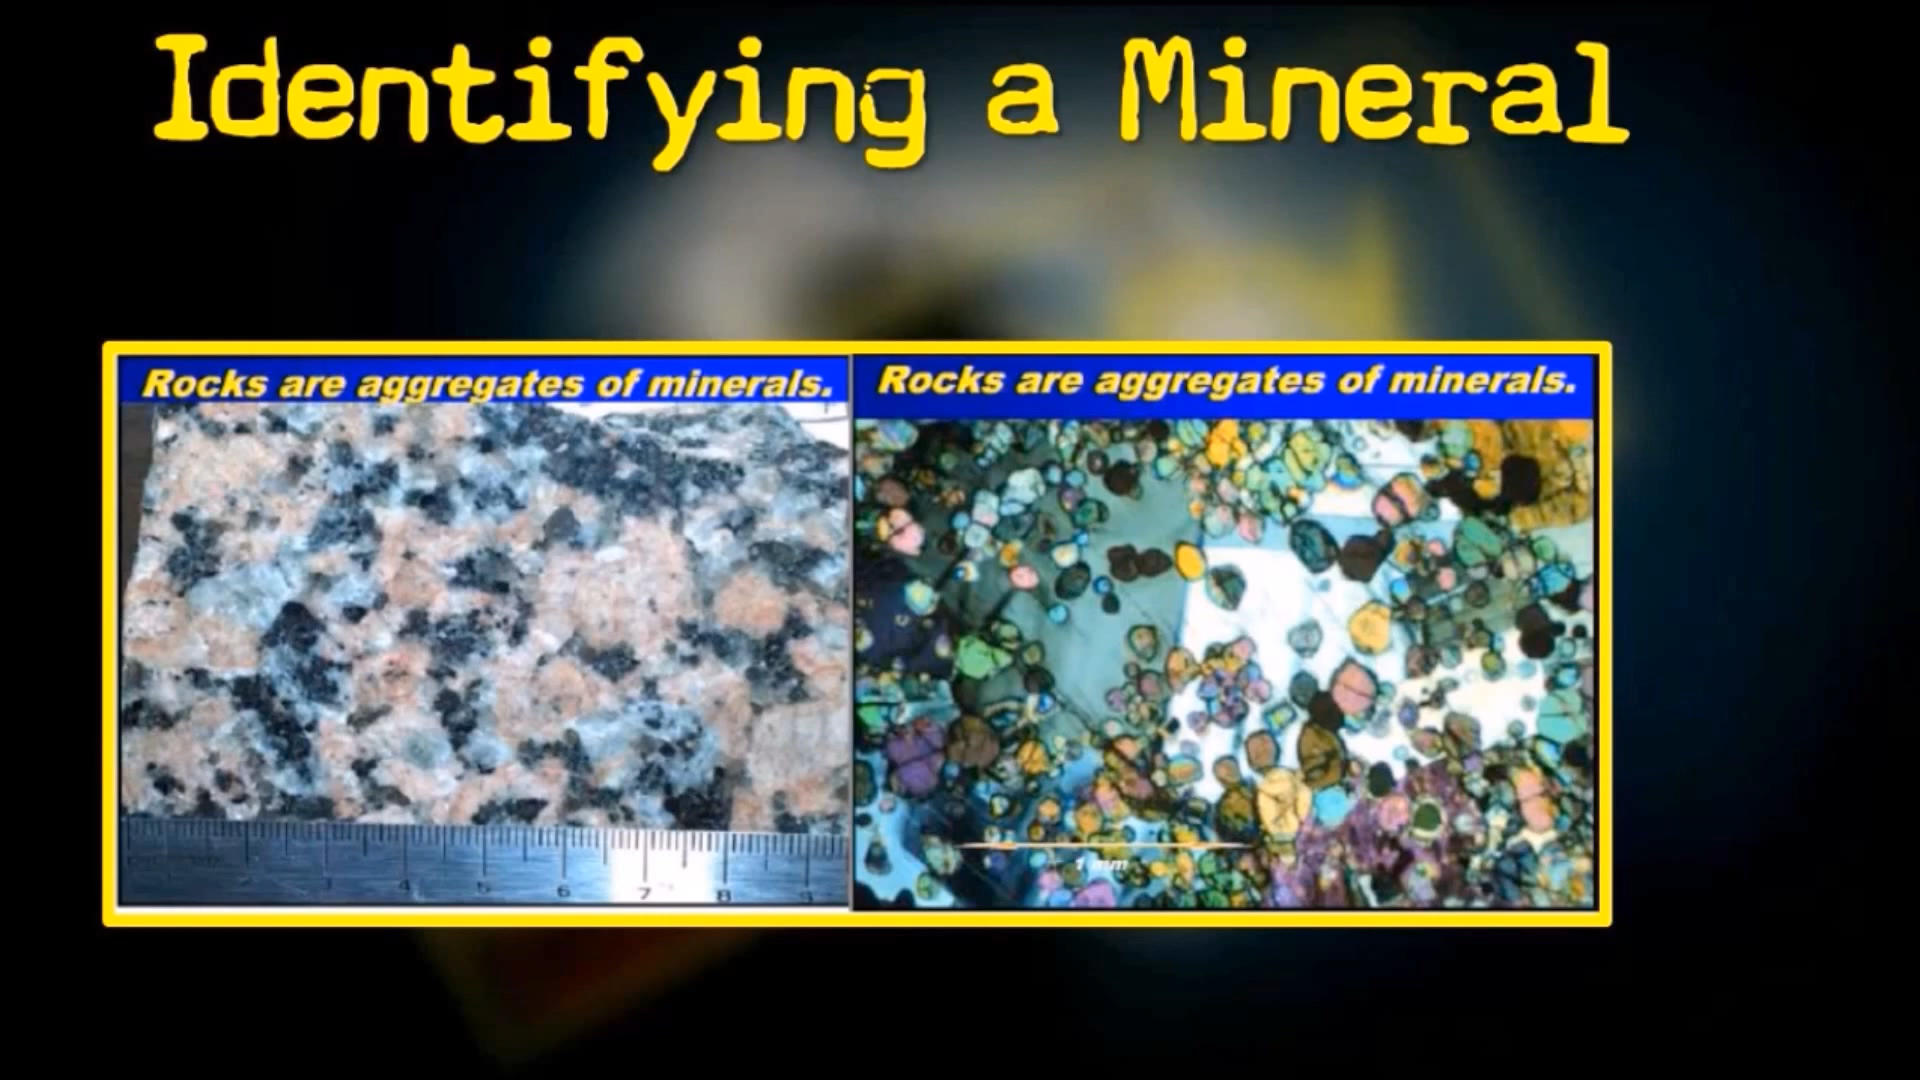 Identifying a Mineral
Rocks are aggregates of minerals.
Rocks are aggregates of minerals.
4 5 6 7 8 9
1 mm